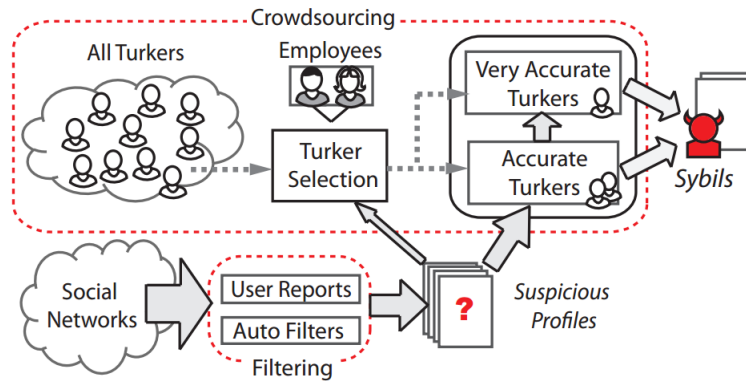 Crowdsourcing
All Turkers
Employees
Very Accurate
Turkers
Turker
Selection
Accurate
Turkers
Sybils
Social
Networks
User Reports
Auto Filters
Filtering
?
Suspicious
Profiles